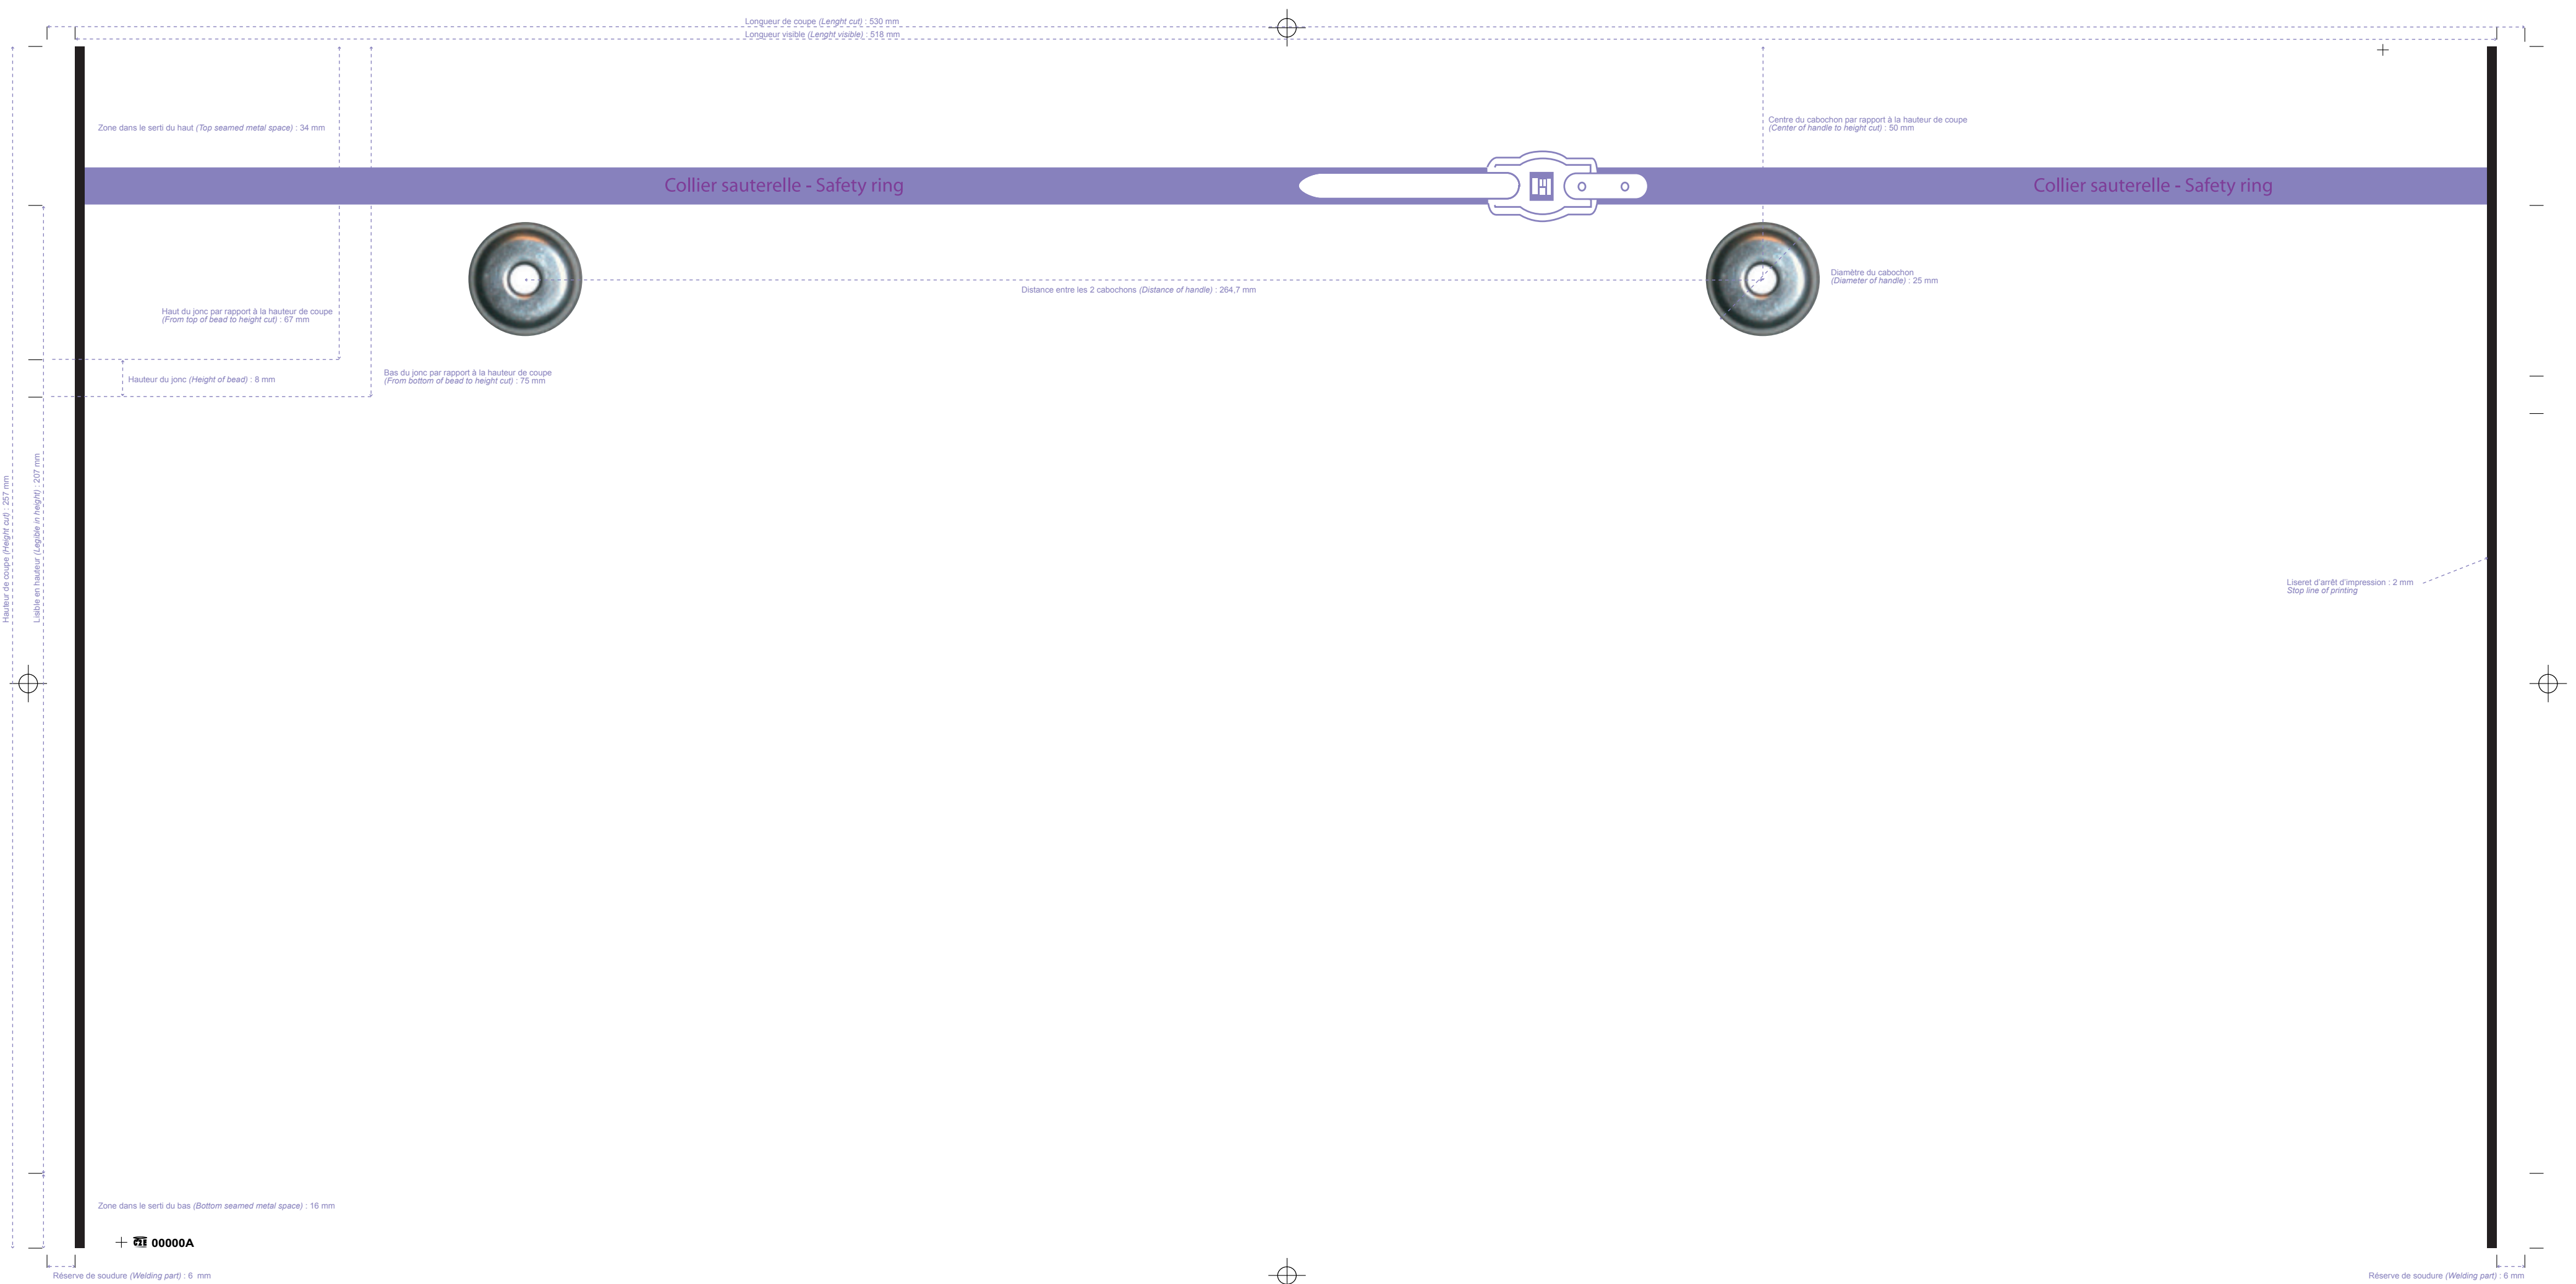 Longueur de coupe (Lenght cut) : 530 mm
Longueur visible (Lenght visible) : 518 mm
Zone dans le serti du haut (Top seamed metal space) : 34 mm
Centre du cabochon par rapport à la hauteur de coupe
(Center of handle to height cut) : 50 mm
Collier sauterelle - Safety ring
Collier sauterelle - Safety ring
Diamètre du cabochon
(Diameter of handle) : 25 mm
Distance entre les 2 cabochons (Distance of handle) : 264,7 mm
Haut du jonc par rapport à la hauteur de coupe
(From top of bead to height cut) : 67 mm
Hauteur du jonc (Height of bead) : 8 mm
Bas du jonc par rapport à la hauteur de coupe
(From bottom of bead to height cut) : 75 mm
Hauteur de coupe (Height cut) : 257 mm
Lisible en hauteur (Legible in height) : 207 mm
Liseret d'arrêt d'impression : 2 mm
Stop line of printing
Zone dans le serti du bas (Bottom seamed metal space) : 16 mm
00000A
Réserve de soudure (Welding part) : 6 mm
Réserve de soudure (Welding part) : 6 mm